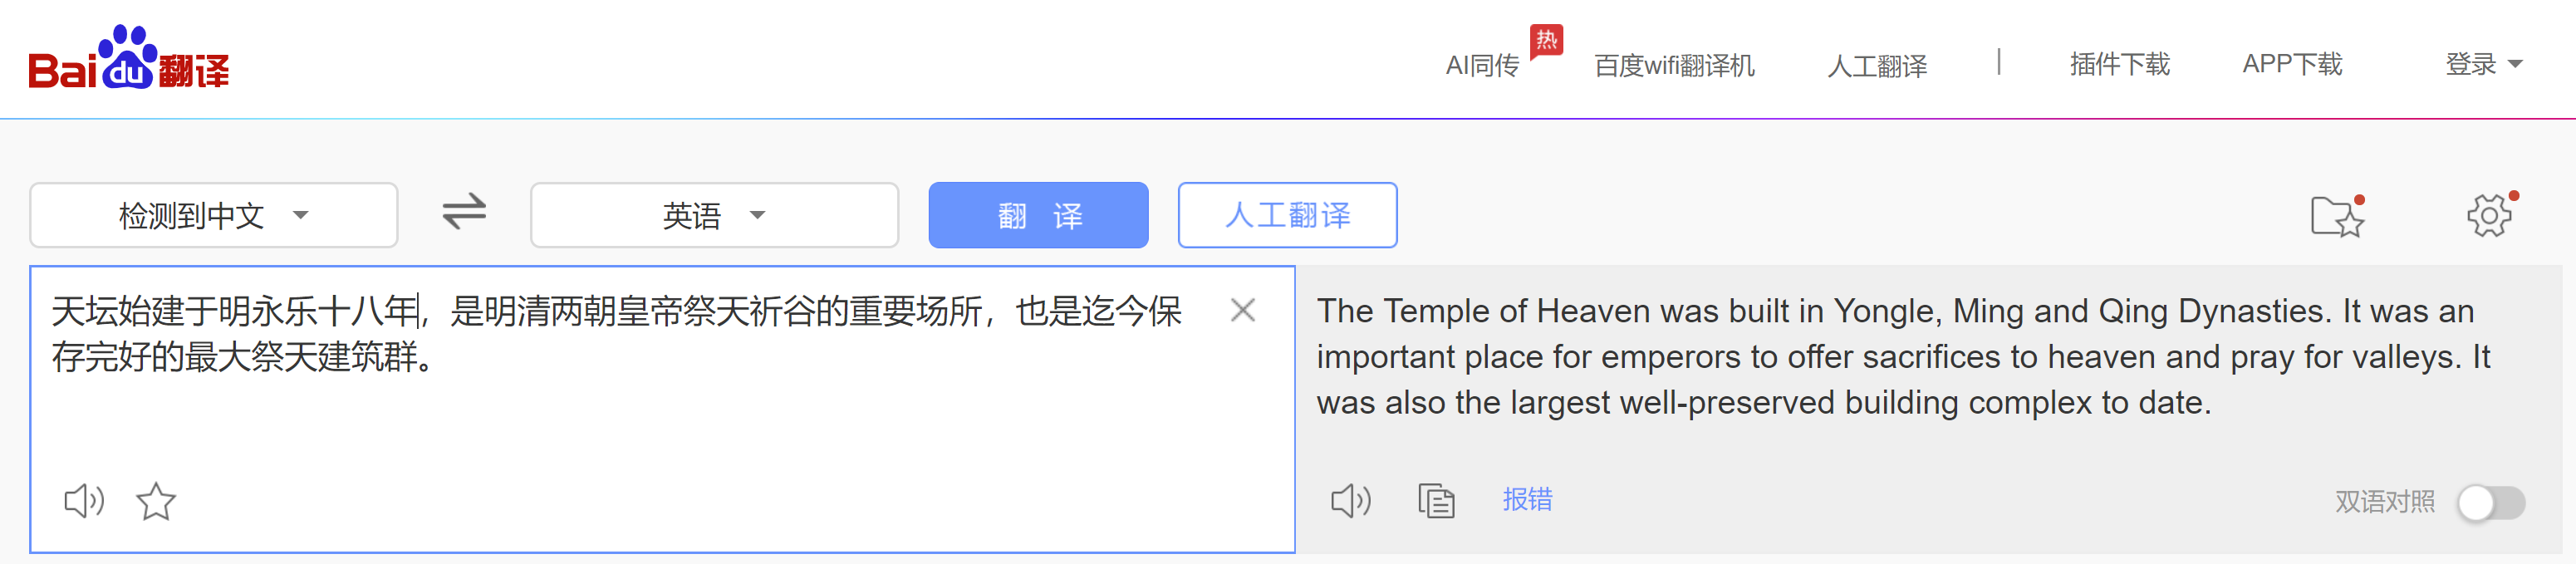 Baidu翻译
AI同传
热
百度wifi翻译机
人工翻译
|
插件下载
APP下载
登录
检测到中文
英语
翻 译
人工翻译
天坛始建于明永乐十八年，是明清两朝皇帝祭天祈谷的重要场所，也是迄今保
存完好的最大祭天建筑群。
The Temple of Heaven was built in Yongle, Ming and Qing Dynasties. It was an
important place for emperors to offer sacrifices to heaven and pray for valleys. It
was also the largest well-preserved building complex to date.
报错
双语对照